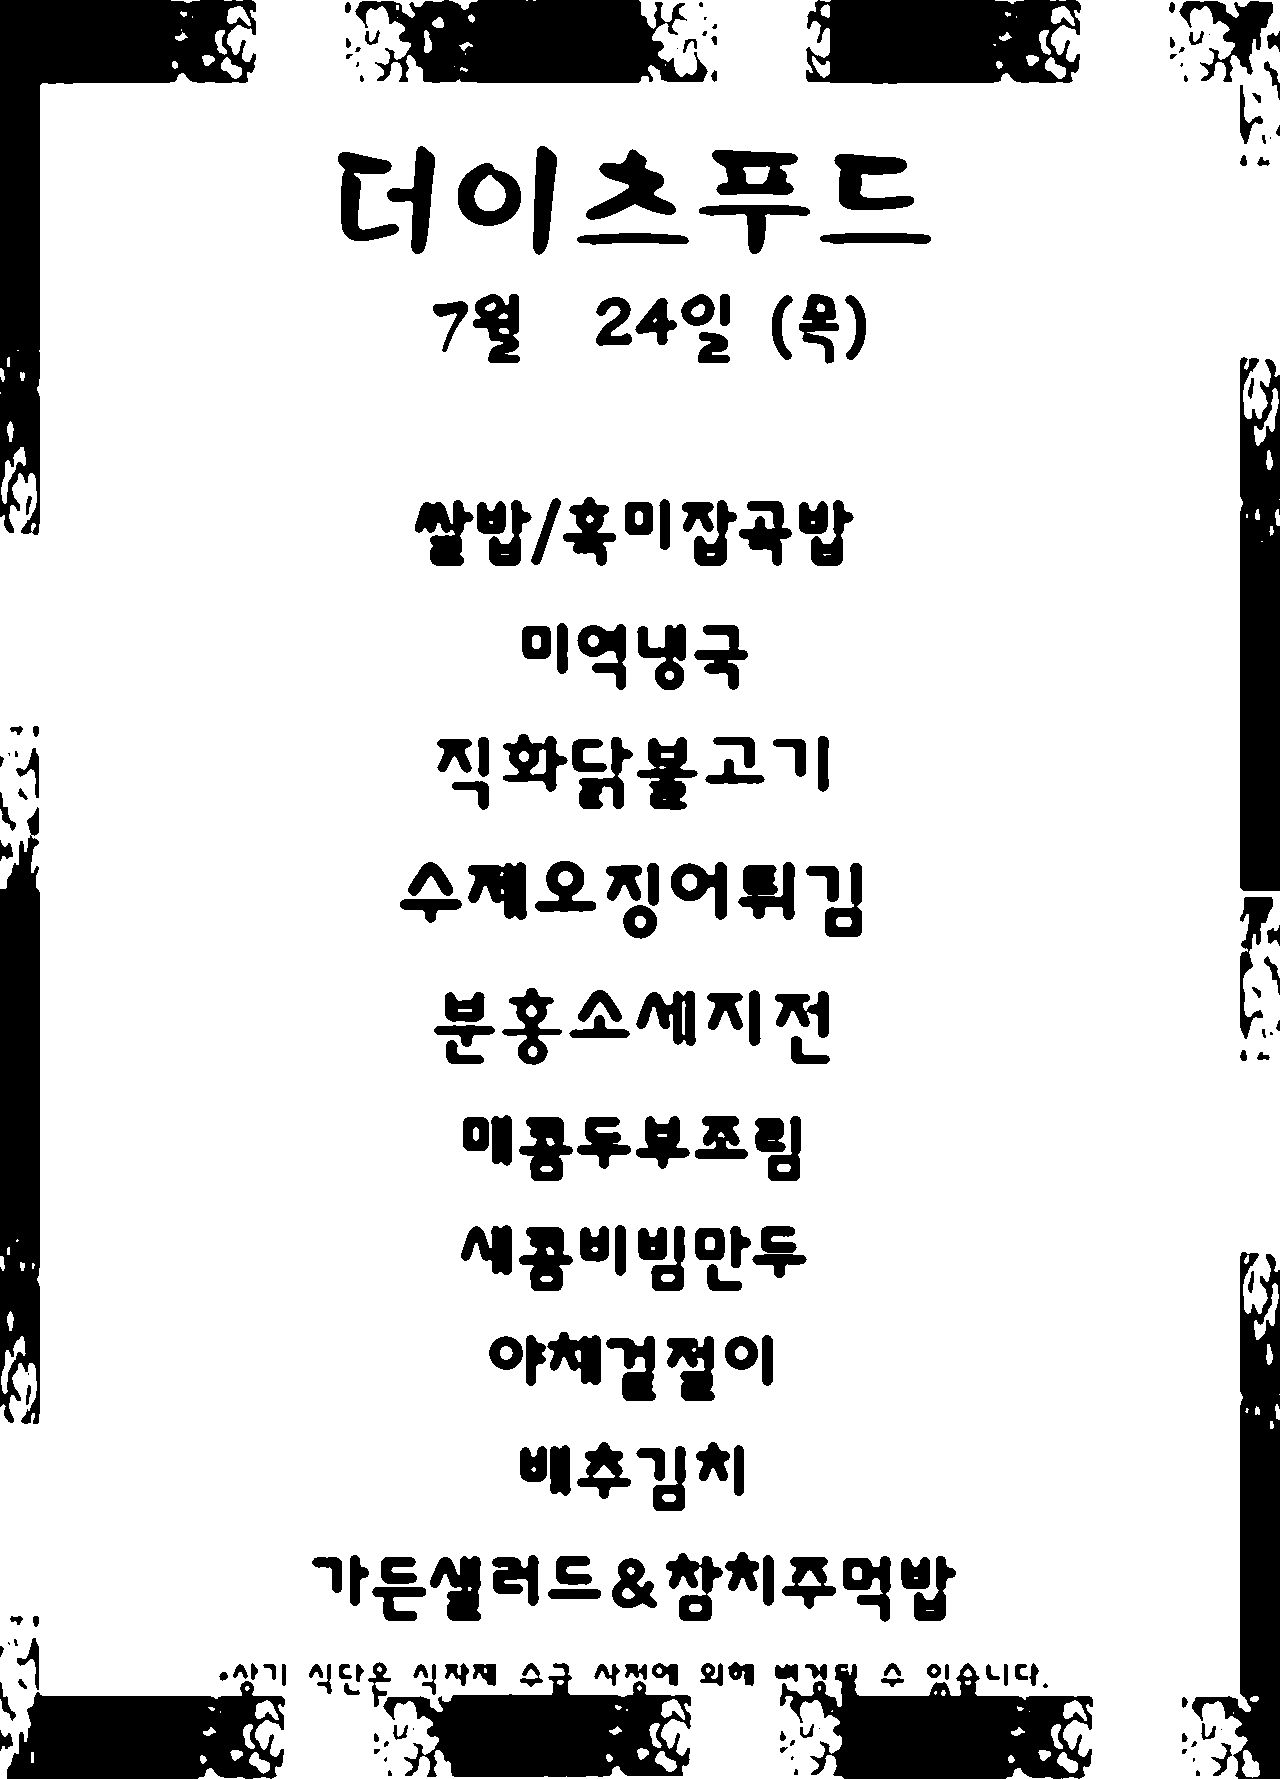 더이츠푸드
7월 24일 (목)
쌀밥/흑미잡곡밥
미역냉국
직화닭불고기
수제오징어튀김
분홍소세지전
매콤두부조림
새콤비빔만두
야채겉절이
배추김치
가든샐러드&참치주먹밥
•상기 식단은 식자재 수급 사정에 의해 변경될 수 있습니다.